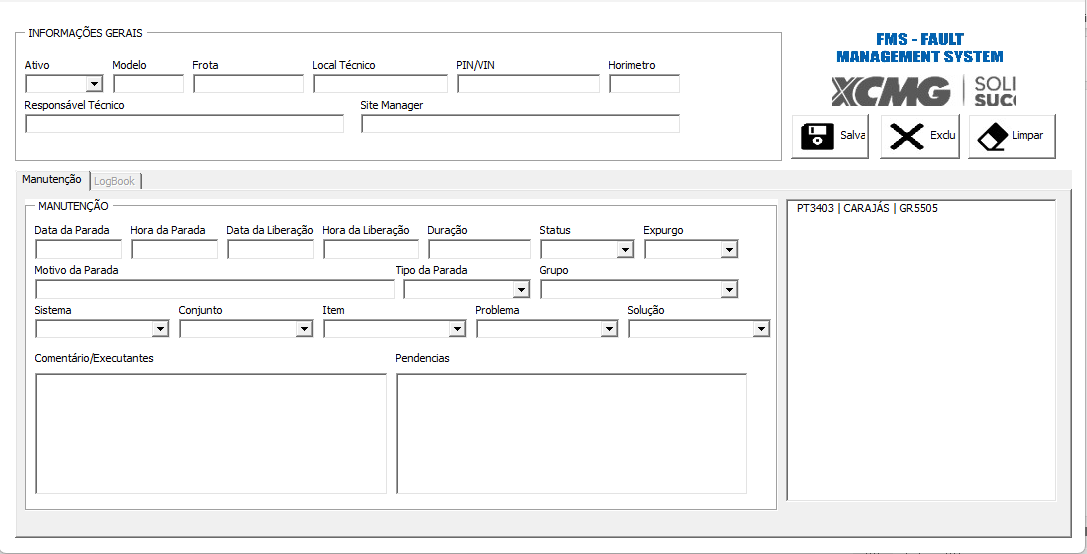 INFORMAÇÕES GERAIS
FMS - FAULT
MANAGEMENT SYSTEM
Ativo Modelo Frota Local Técnico PIN/VIN Horimetro
XCMG SOLI
SUCC
Responsável Técnico Site Manager
Salva Exclu Limpar
Manutenção LogBook
MANUTENÇÃO
PT3403 | CARAJÁS | GR5505
Data da Parada Hora da Parada Data da Liberação Hora da Liberação Duração Status Expurgo
Motivo da Parada Tipo da Parada Grupo
Sistema Conjunto Item Problema Solução
Comentário/Executantes Pendencias